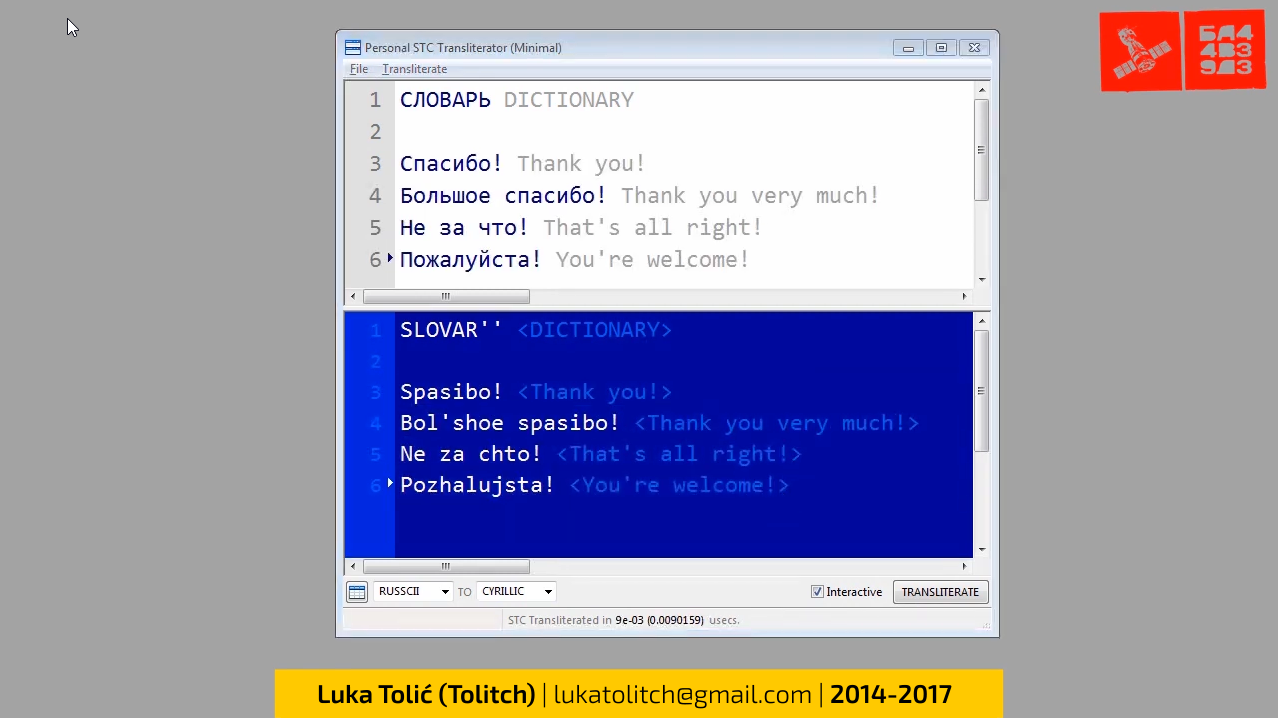 Personal STC Transliterator (Minimal)
File Transliterate
1 СЛОВАРЬ DICTIONARY
2
3 Спасибо! Thank you!
4 Большое спасибо! Thank you very much!
5 Не за что! That's all right!
6 Пожалуйста! You're welcome!
1 SLOVAR'' <DICTIONARY>
2
3 Spasibo! <Thank you!>
4 Bol'shoe spasibo! <Thank you very much!>
5 Ne za chto! <That's all right!>
6 Pozhalujsta! <You're welcome!>
RUSSCII TO CYRILLIC Interactive TRANSLITERATE
STC Transliterated in 9e-03 (0.0090159) usecs.
Luka Tolić (Tolitch) | lukatolitch@gmail.com | 2014-2017